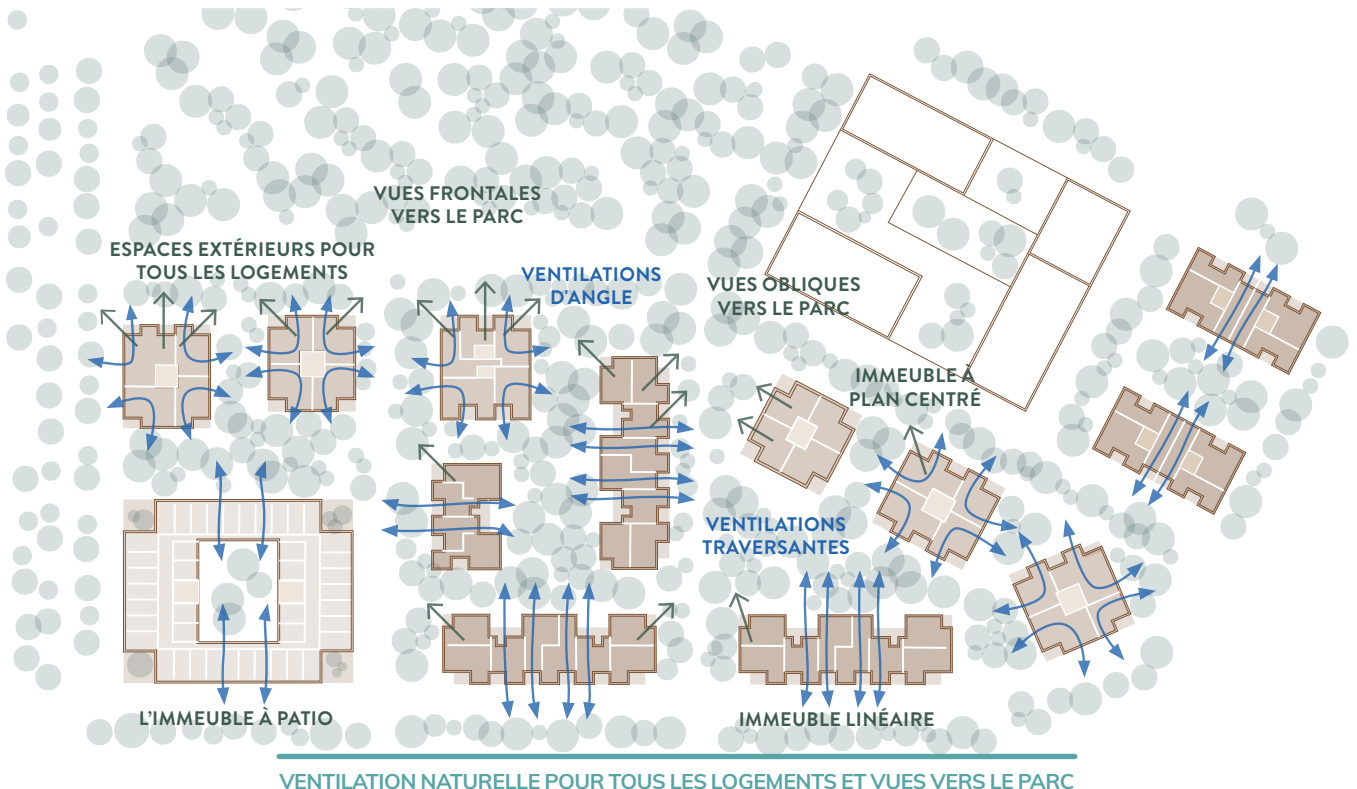 VUES FRONTALES
VERS LE PARC
ESPACES EXTÉRIEURS POUR
TOUS LES LOGEMENTS
VENTILATIONS
D'ANGLE
VUES OBLIQUES
VERS LE PARC
IMMEUBLE À
PLAN CENTRÉ
VENTILATIONS
TRAVERSANTES
L'IMMEUBLE À PATIO
IMMEUBLE LINÉAIRE
VENTILATION NATURELLE POUR TOUS LES LOGEMENTS ET VUES VERS LE PARC